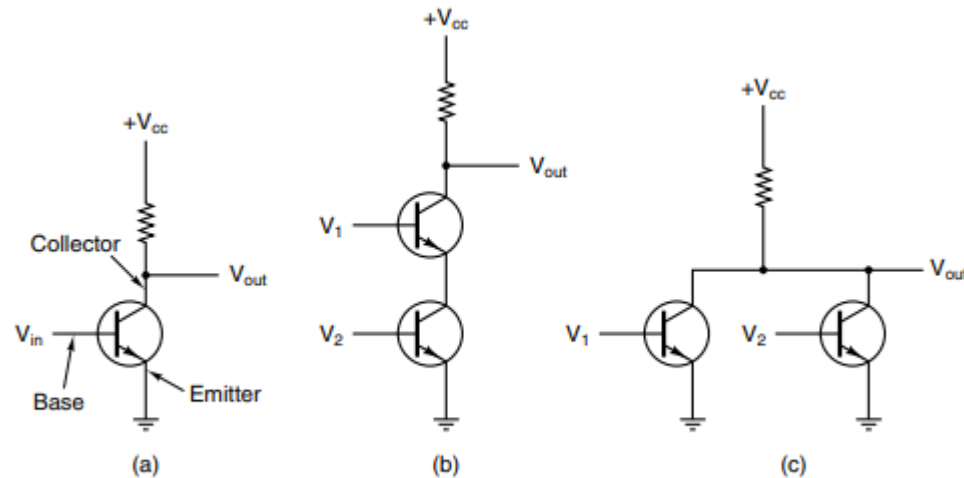 +Vcc
Collector
Vout
Vin
Base
Emitter
(a)
+Vcc
Vout
V1
V2
(b)
+Vcc
Vout
V1
V2
(c)